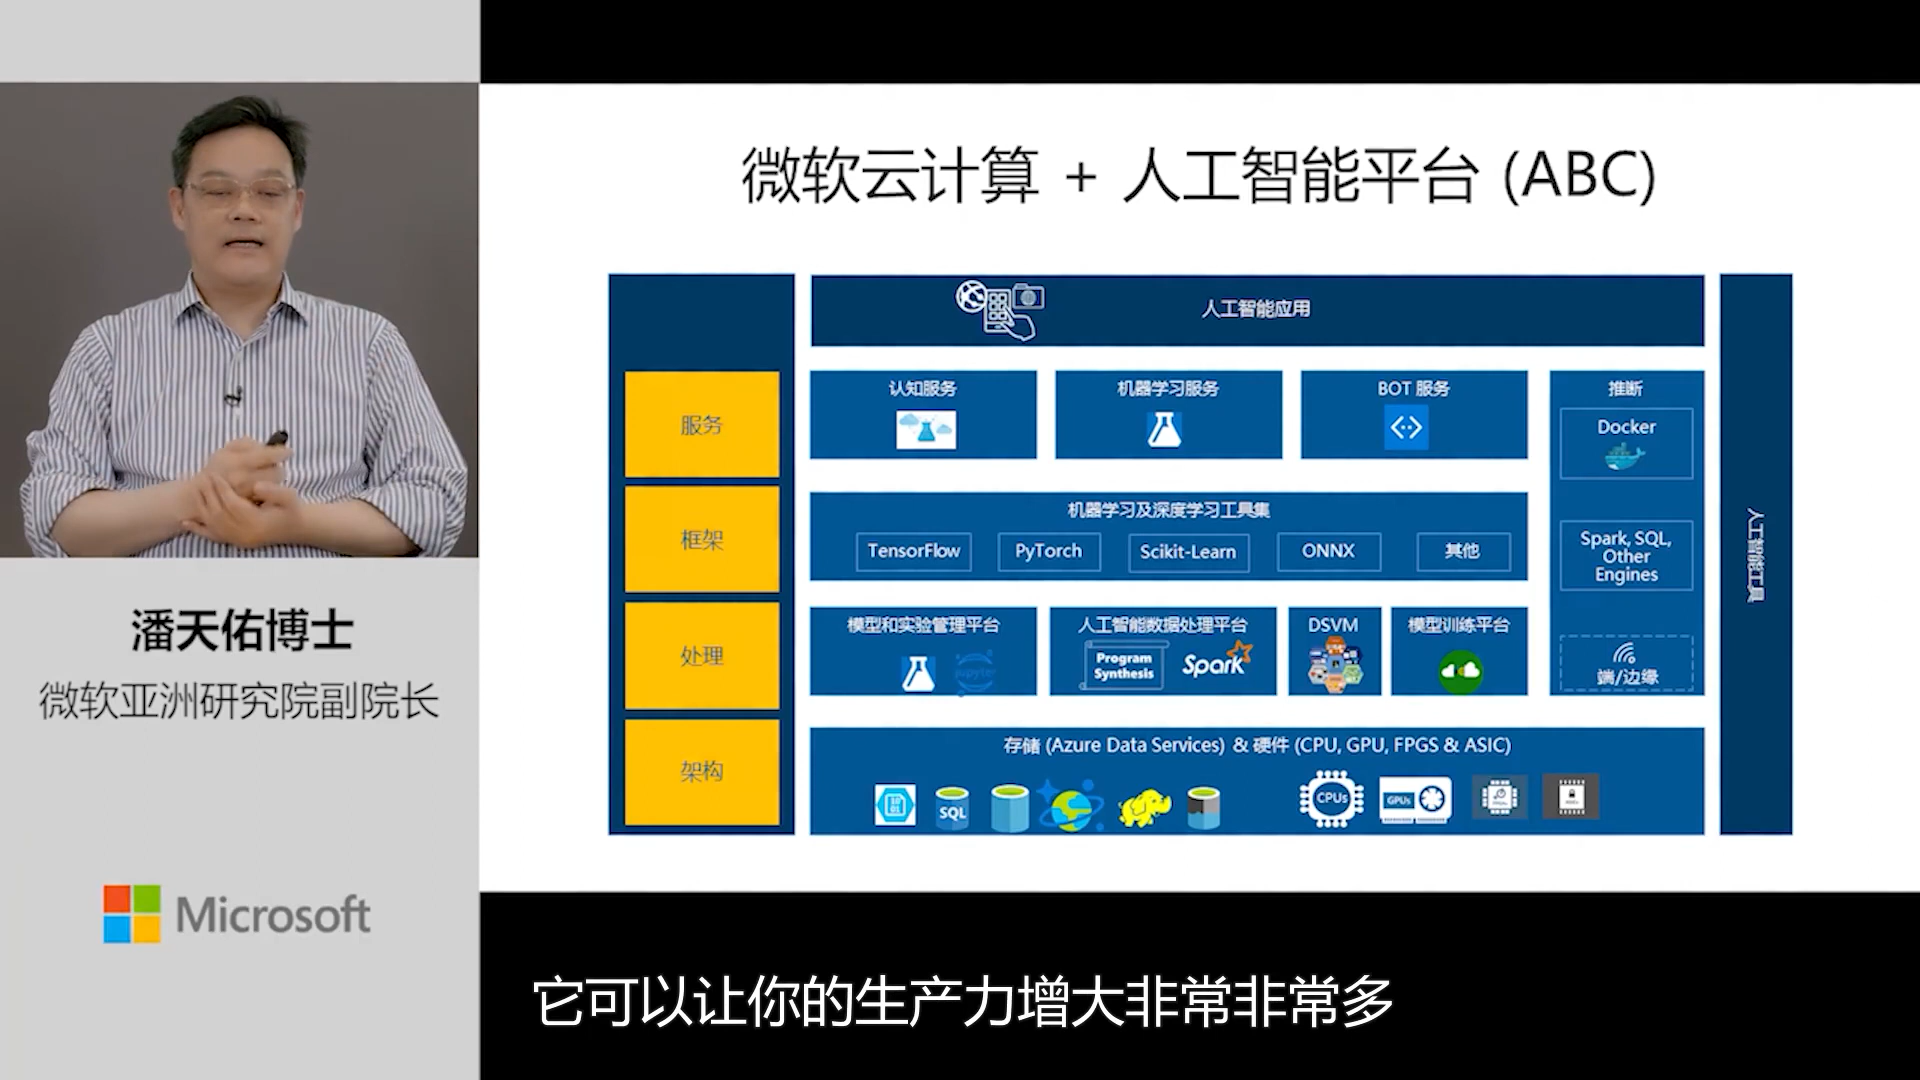 微软云计算 + 人工智能平台 (ABC)
人工智能应用
服务
认知服务
机器学习服务
BOT 服务
推断
Docker
框架
机器学习及深度学习工具集
TensorFlow
PyTorch
Scikit-Learn
ONNX
其他
Spark, SQL,
Other
Engines
处理
模型和实验管理平台
jupyter
人工智能数据处理平台
Program
Synthesis
Spark
DSVM
模型训练平台
端/边缘
架构
存储 (Azure Data Services) & 硬件 (CPU, GPU, FPGS & ASIC)
SQL
CPUs
GPUs
人工智能工具
潘天佑博士
微软亚洲研究院副院长
Microsoft
它可以让你的生产力增大非常非常多